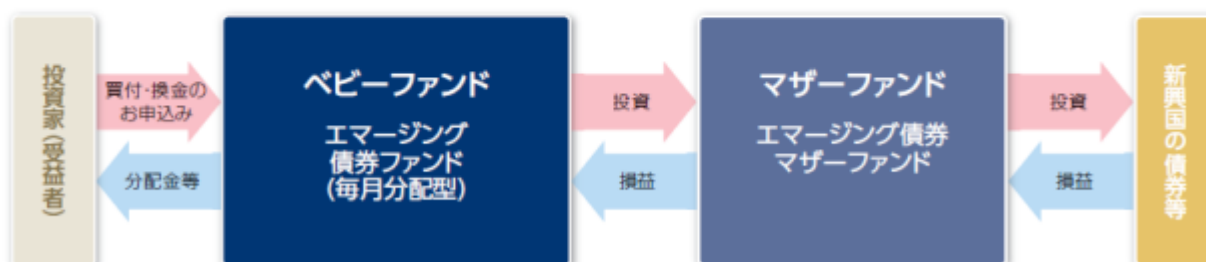 投資家(受益者)
買付・換金の
お申込み
分配金等
ベビーファンド
エマージング
債券ファンド
(毎月分配型)
投資
損益
マザーファンド
エマージング債券
マザーファンド
投資
損益
新興国の債券等